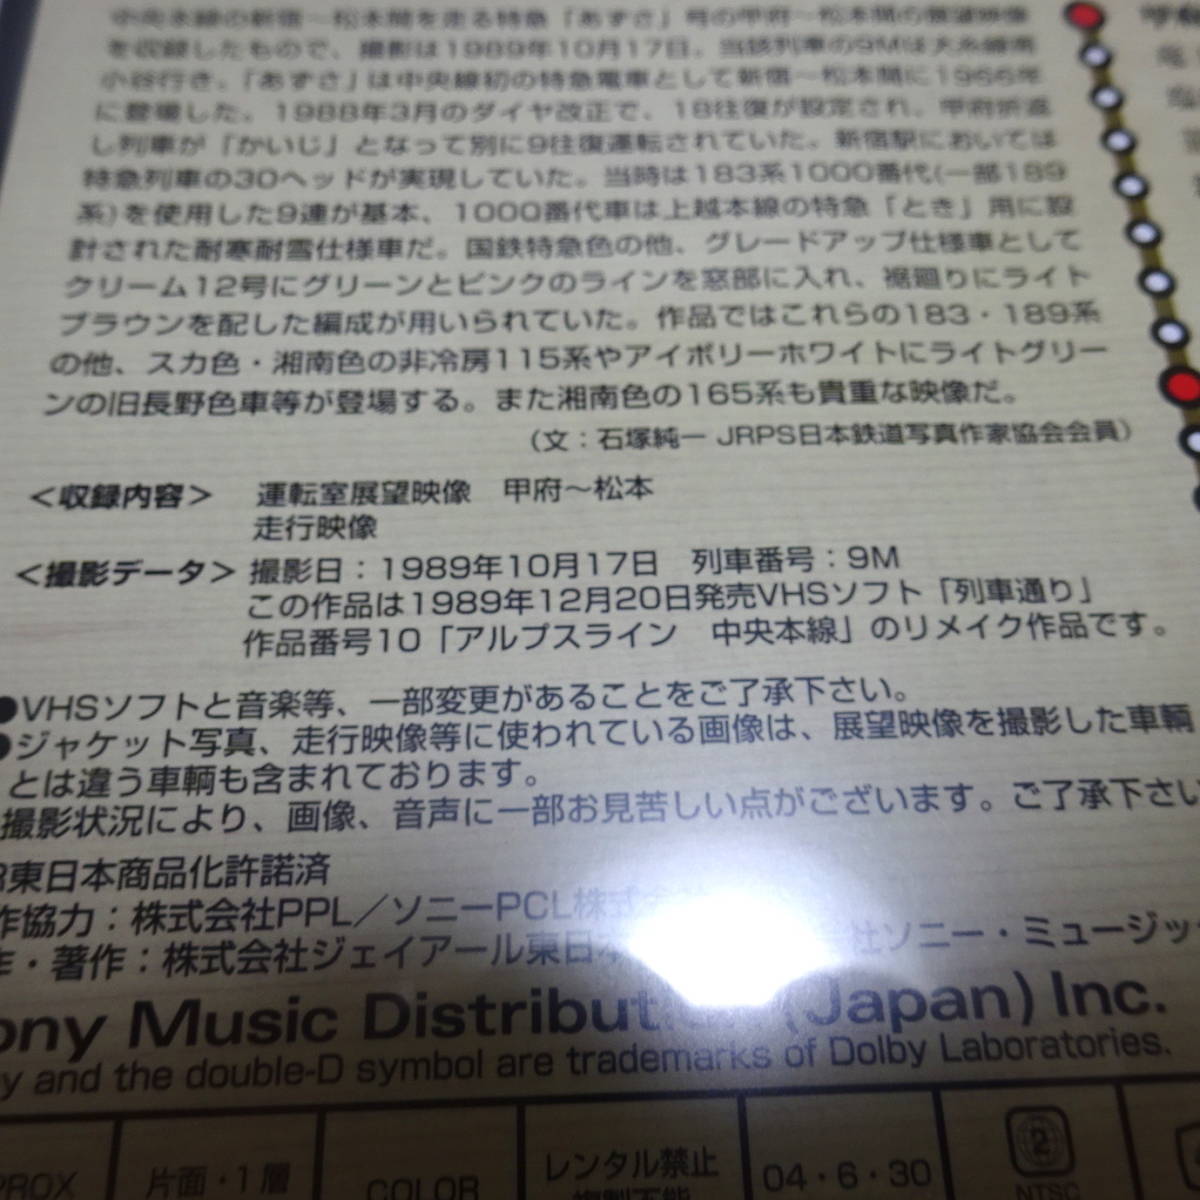 中央本線の新宿〜松本間を走る特急「あずさ」号の甲府〜松本間の展望映像
を収録したもので、撮影は1989年10月17日。当該列車の9Mは大糸線南
小谷行き。「あずさ」は中央線初の特急電車として新宿〜松本間に1966年
に登場した。1988年3月のダイヤ改正で、18往復が設定され、甲府折返
し列車が「かいじ」となって別に9往復運転されていた。新宿駅においては
特急列車の30ヘッドが実現していた。当時は183系1000番代(一部189
系)を使用した9連が基本、1000番代車は上越本線の特急「とき」用に設
計された耐寒耐雪仕様車だ。国鉄特急色の他、グレードアップ仕様車として
クリーム12号にグリーンとピンクのラインを窓部に入れ、裾廻りにライト
ブラウンを配した編成が用いられていた。作品ではこれらの183・189系
の他、スカ色・湘南色の非冷房115系やアイボリーホワイトにライトグリー
ンの旧長野色車等が登場する。また湘南色の165系も貴重な映像だ。
（文：石塚純一 JRPS日本鉄道写真作家協会会員）
＜収録内容＞ 運転室展望映像　甲府〜松本
走行映像
＜撮影データ＞ 撮影日：1989年10月17日　列車番号：9M
この作品は1989年12月20日発売VHSソフト「列車通り」
作品番号10「アルプスライン　中央本線」のリメイク作品です。
●VHSソフトと音楽等、一部変更があることをご了承下さい。
●ジャケット写真、走行映像等に使われている画像は、展望映像を撮影した車輌
とは違う車輌も含まれております。
撮影状況により、画像、音声に一部お見苦しい点がございます。ご了承下さい
R東日本商品化許諾済
作協力：株式会社PPL／ソニーPCL株式会
作・著作：株式会社ジェイアール東日本 社ソニー・ミュージッ
ony Music Distribution (Japan) Inc.
y and the double-D symbol are trademarks of Dolby Laboratories.
PROX 片面・1層 COLOR レンタル禁止 04・6・30 2
複製不能 NTSC